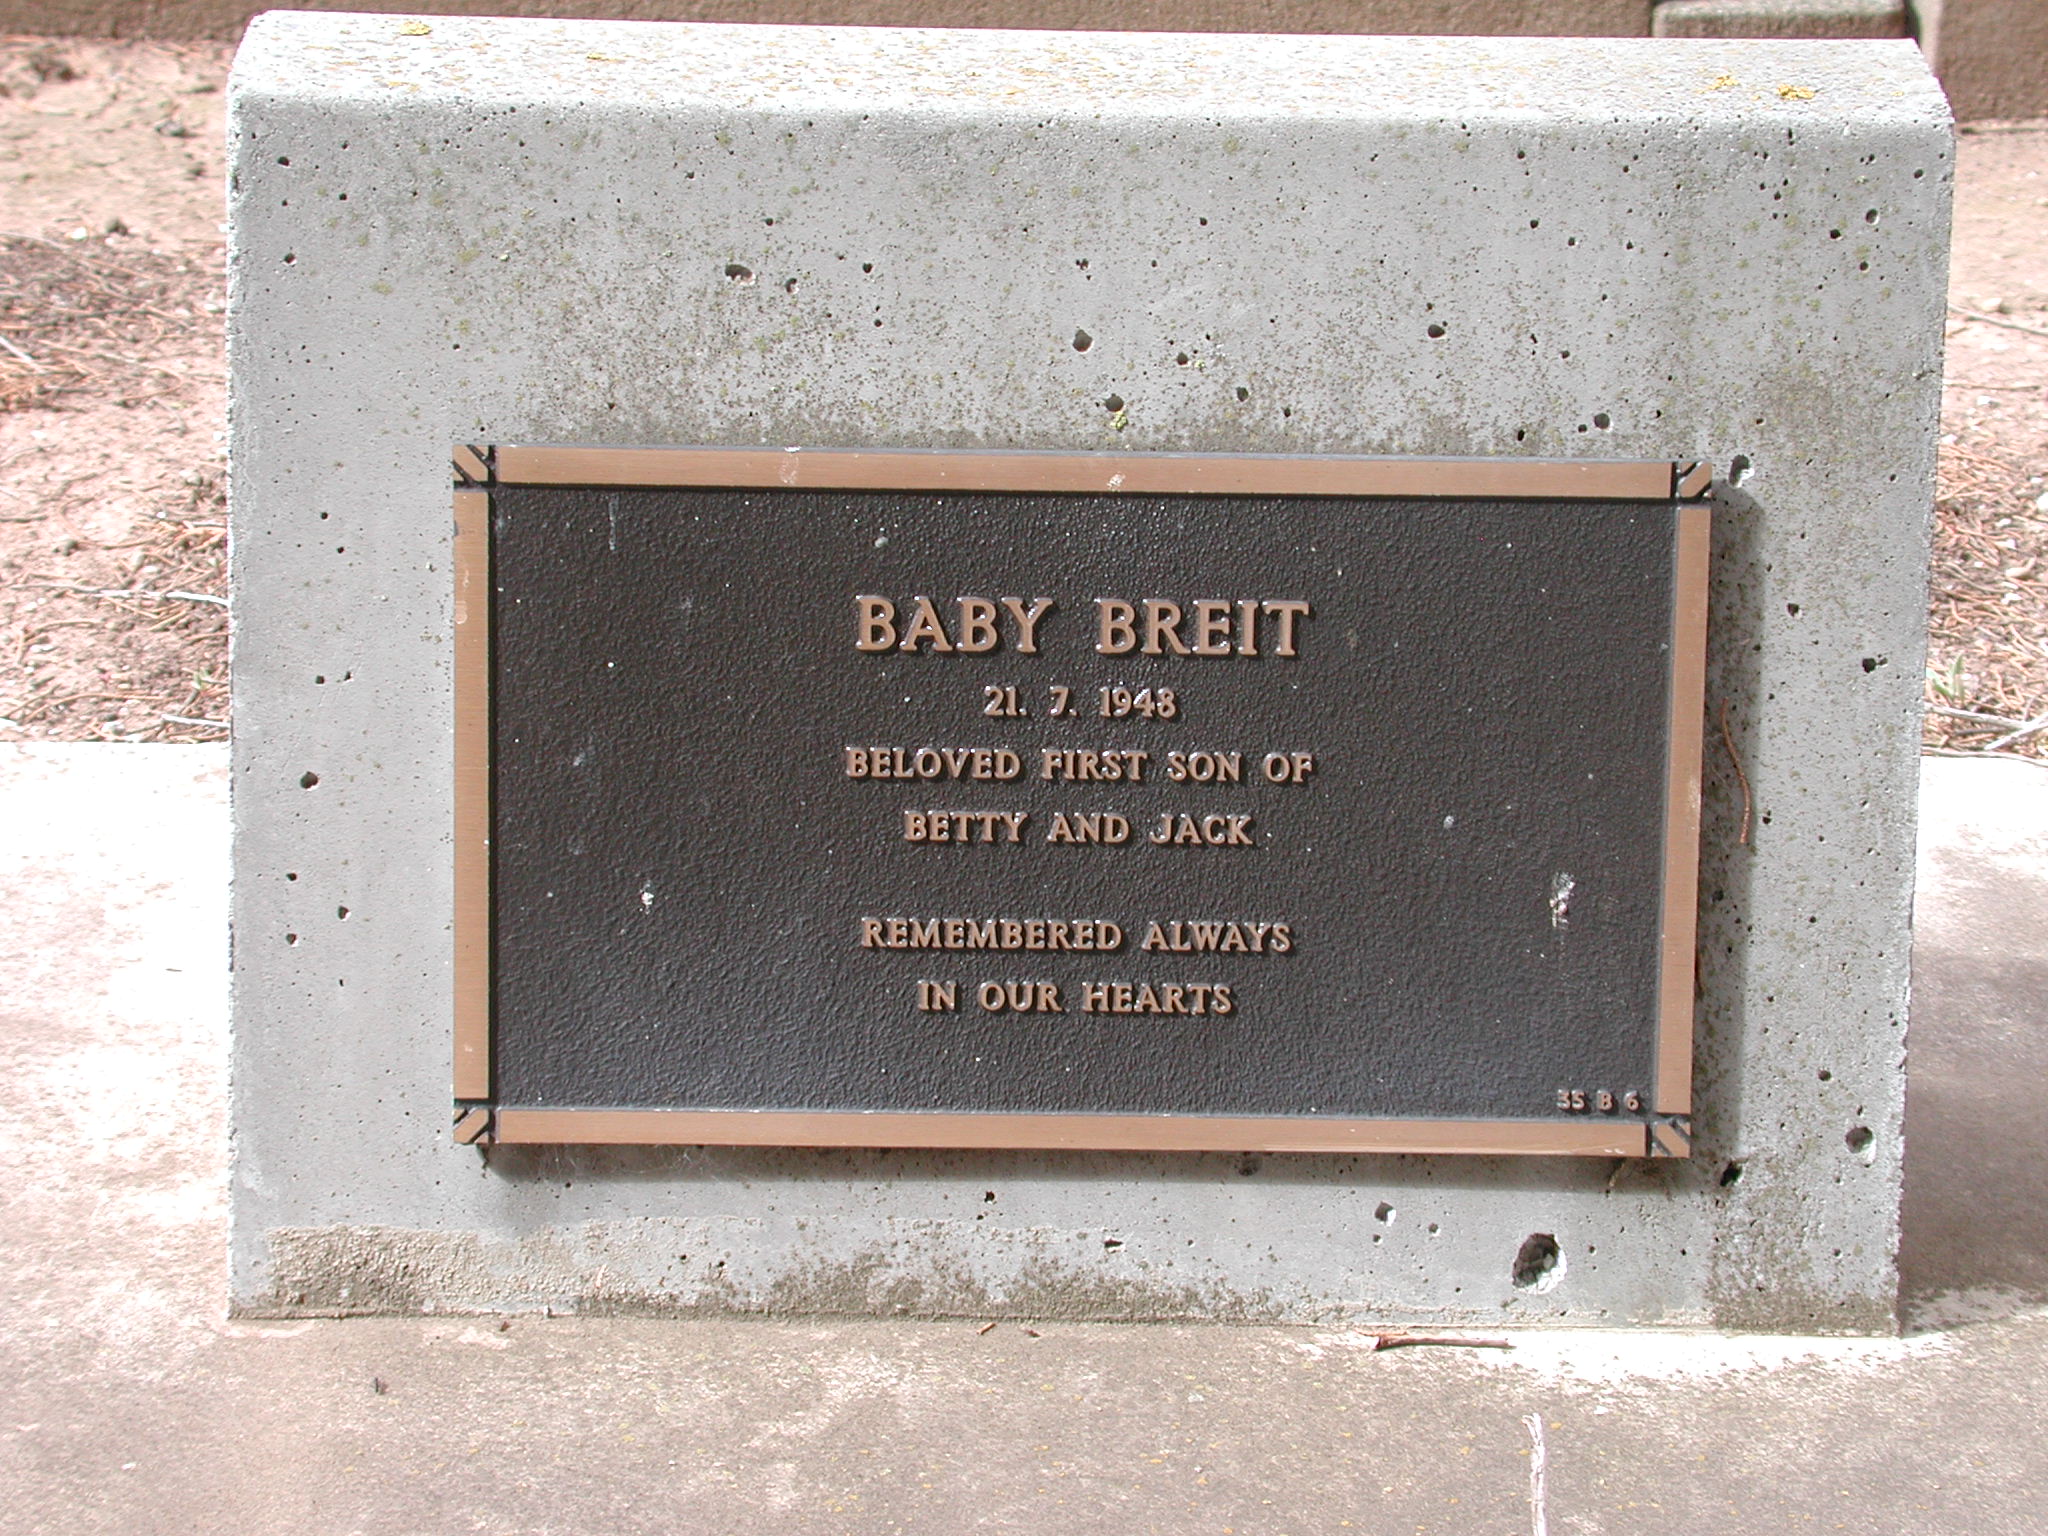 BABY BREIT
21. 7. 1948
BELOVED FIRST SON OF
BETTY AND JACK
REMEMBERED ALWAYS
IN OUR HEARTS
35 B 6